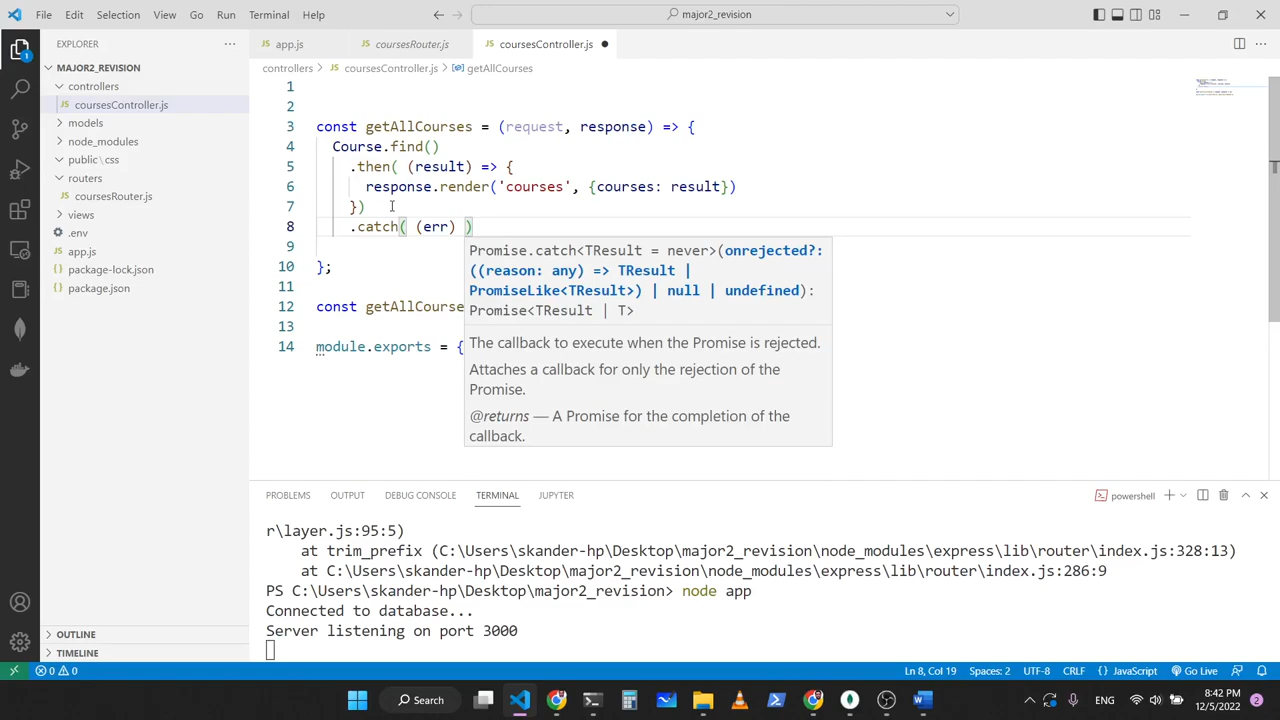 File Edit Selection View Go Run Terminal Help
major2_revision
EXPLORER
MAJOR2_REVISION
controllers
JS coursesController.js
models
node_modules
public\css
routers
JS coursesRouter.js
views
.env
JS app.js
{} package-lock.json
{} package.json
OUTLINE
TIMELINE
1
JS app.js JS coursesRouter.js JS coursesController.js
controllers > JS coursesController.js > getAllCourses
1
2
3 const getAllCourses = (request, response) => {
4 Course.find()
5 .then( (result) => {
6 response.render('courses', {courses: result})
7 })
8 .catch( (err) )
9
10 };
11
12 const getAllCourse
13
14 module.exports = {
Promise.catch<TResult = never>(onrejected?:
((reason: any) => TResult |
PromiseLike<TResult>) | null | undefined):
Promise<TResult | T>
The callback to execute when the Promise is rejected.
Attaches a callback for only the rejection of the
Promise.
@returns — A Promise for the completion of the
callback.
PROBLEMS OUTPUT DEBUG CONSOLE TERMINAL JUPYTER
powershell
r\layer.js:95:5)
at trim_prefix (C:\Users\skander-hp\Desktop\major2_revision\node_modules\express\lib\router\index.js:328:13)
at C:\Users\skander-hp\Desktop\major2_revision\node_modules\express\lib\router\index.js:286:9
PS C:\Users\skander-hp\Desktop\major2_revision> node app
Connected to database...
Server listening on port 3000
0 0
Ln 8, Col 19 Spaces: 2 UTF-8 CRLF {} JavaScript Go Live
Search
ENG
8:42 PM
12/5/2022
2